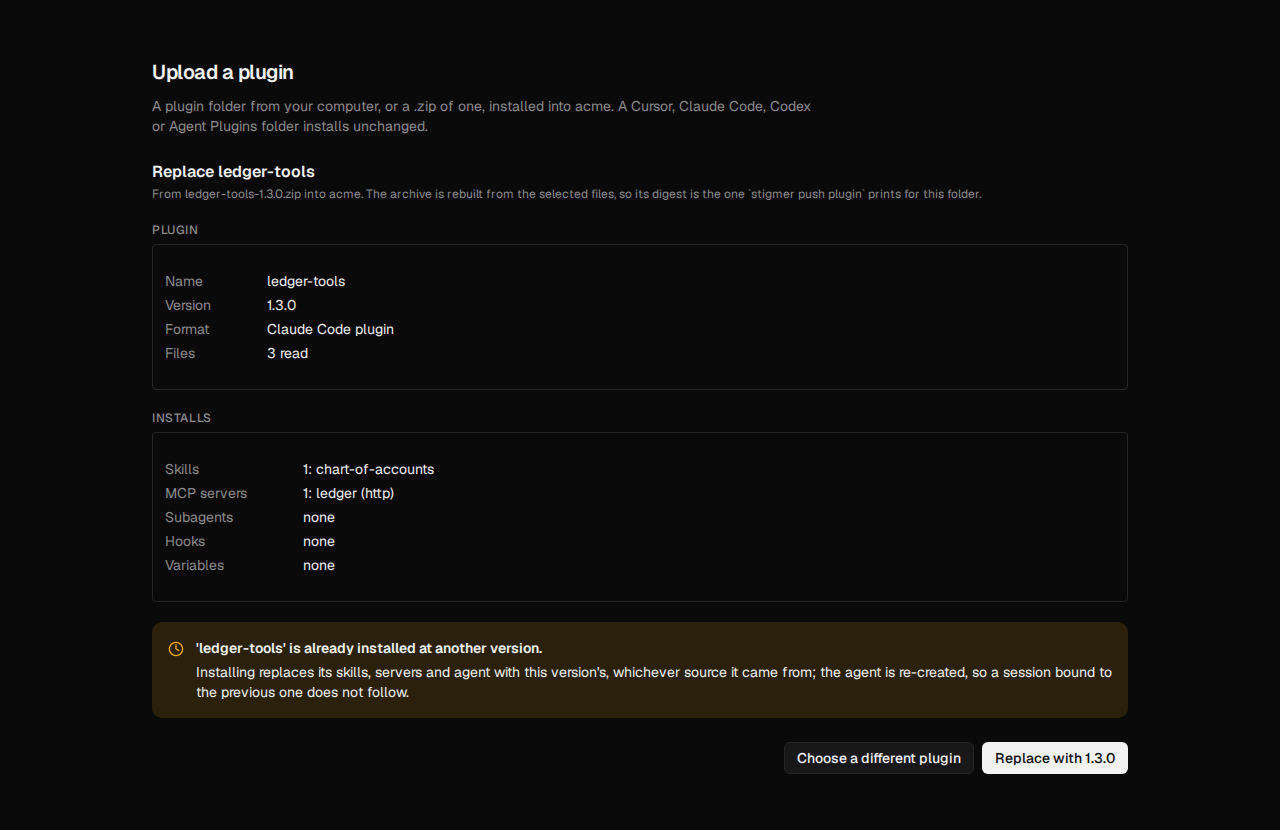 Upload a plugin
A plugin folder from your computer, or a .zip of one, installed into acme. A Cursor, Claude Code, Codex
or Agent Plugins folder installs unchanged.
Replace ledger-tools
From ledger-tools-1.3.0.zip into acme. The archive is rebuilt from the selected files, so its digest is the one `stigmer push plugin` prints for this folder.
PLUGIN
Name ledger-tools
Version 1.3.0
Format Claude Code plugin
Files 3 read
INSTALLS
Skills 1: chart-of-accounts
MCP servers 1: ledger (http)
Subagents none
Hooks none
Variables none
'ledger-tools' is already installed at another version.
Installing replaces its skills, servers and agent with this version's, whichever source it came from; the agent is re-created, so a session bound to
the previous one does not follow.
Choose a different plugin Replace with 1.3.0